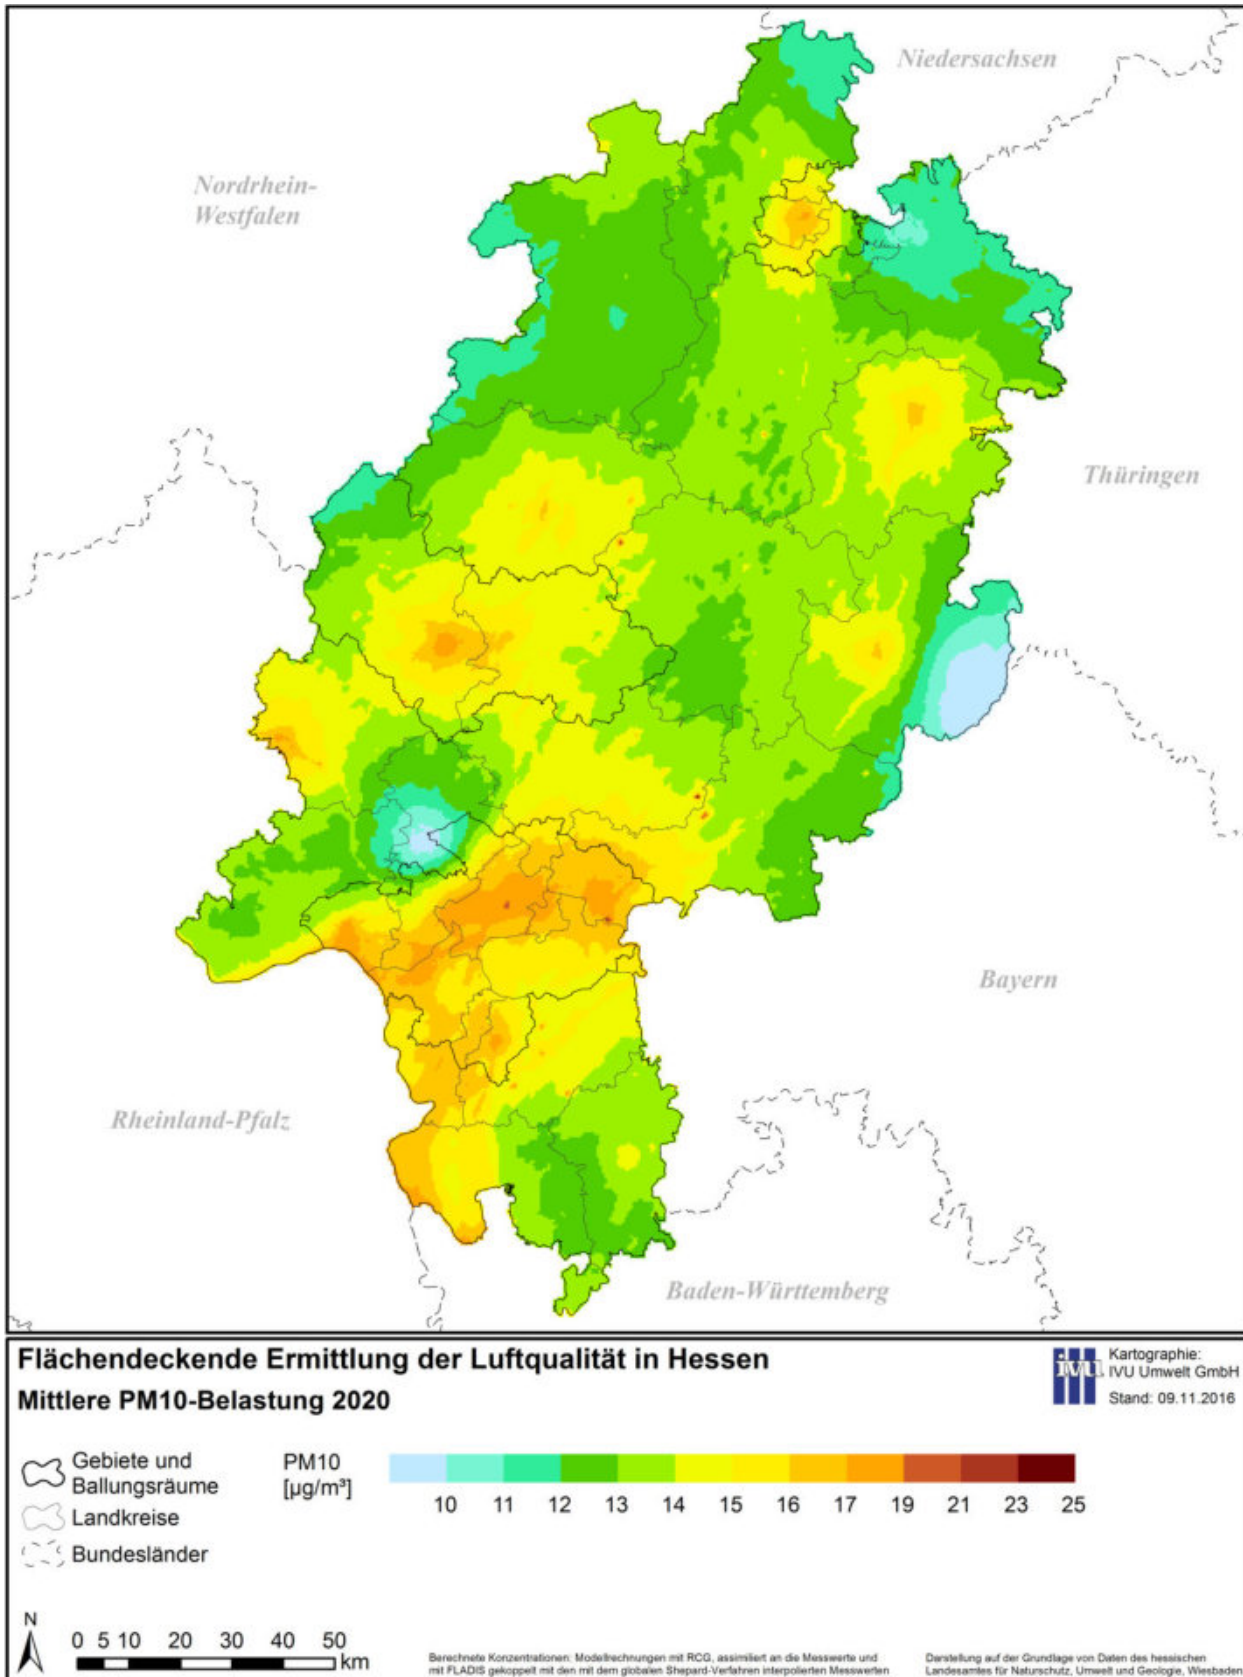 Niedersachsen
Nordrhein-
Westfalen
Thüringen
Bayern
Rheinland-Pfalz
Baden-Württemberg
Flächendeckende Ermittlung der Luftqualität in Hessen
Mittlere PM10-Belastung 2020
ivu
Kartographie:
IVU Umwelt GmbH
Stand: 09.11.2016
Gebiete und
Ballungsräume
Landkreise
Bundesländer
PM10
[µg/m³]
10 11 12 13 14 15 16 17 19 21 23 25
N
0 5 10 20 30 40 50
km
Berechnete Konzentrationen: Modellrechnungen mit RCG, assimiliert an die Messwerte und
mit FLADIS gekoppelt mit den mit dem globalen Shepard-Verfahren interpolierten Messwerten
Darstellung auf der Grundlage von Daten des hessischen
Landesamtes für Naturschutz, Umwelt und Geologie, Wiesbaden